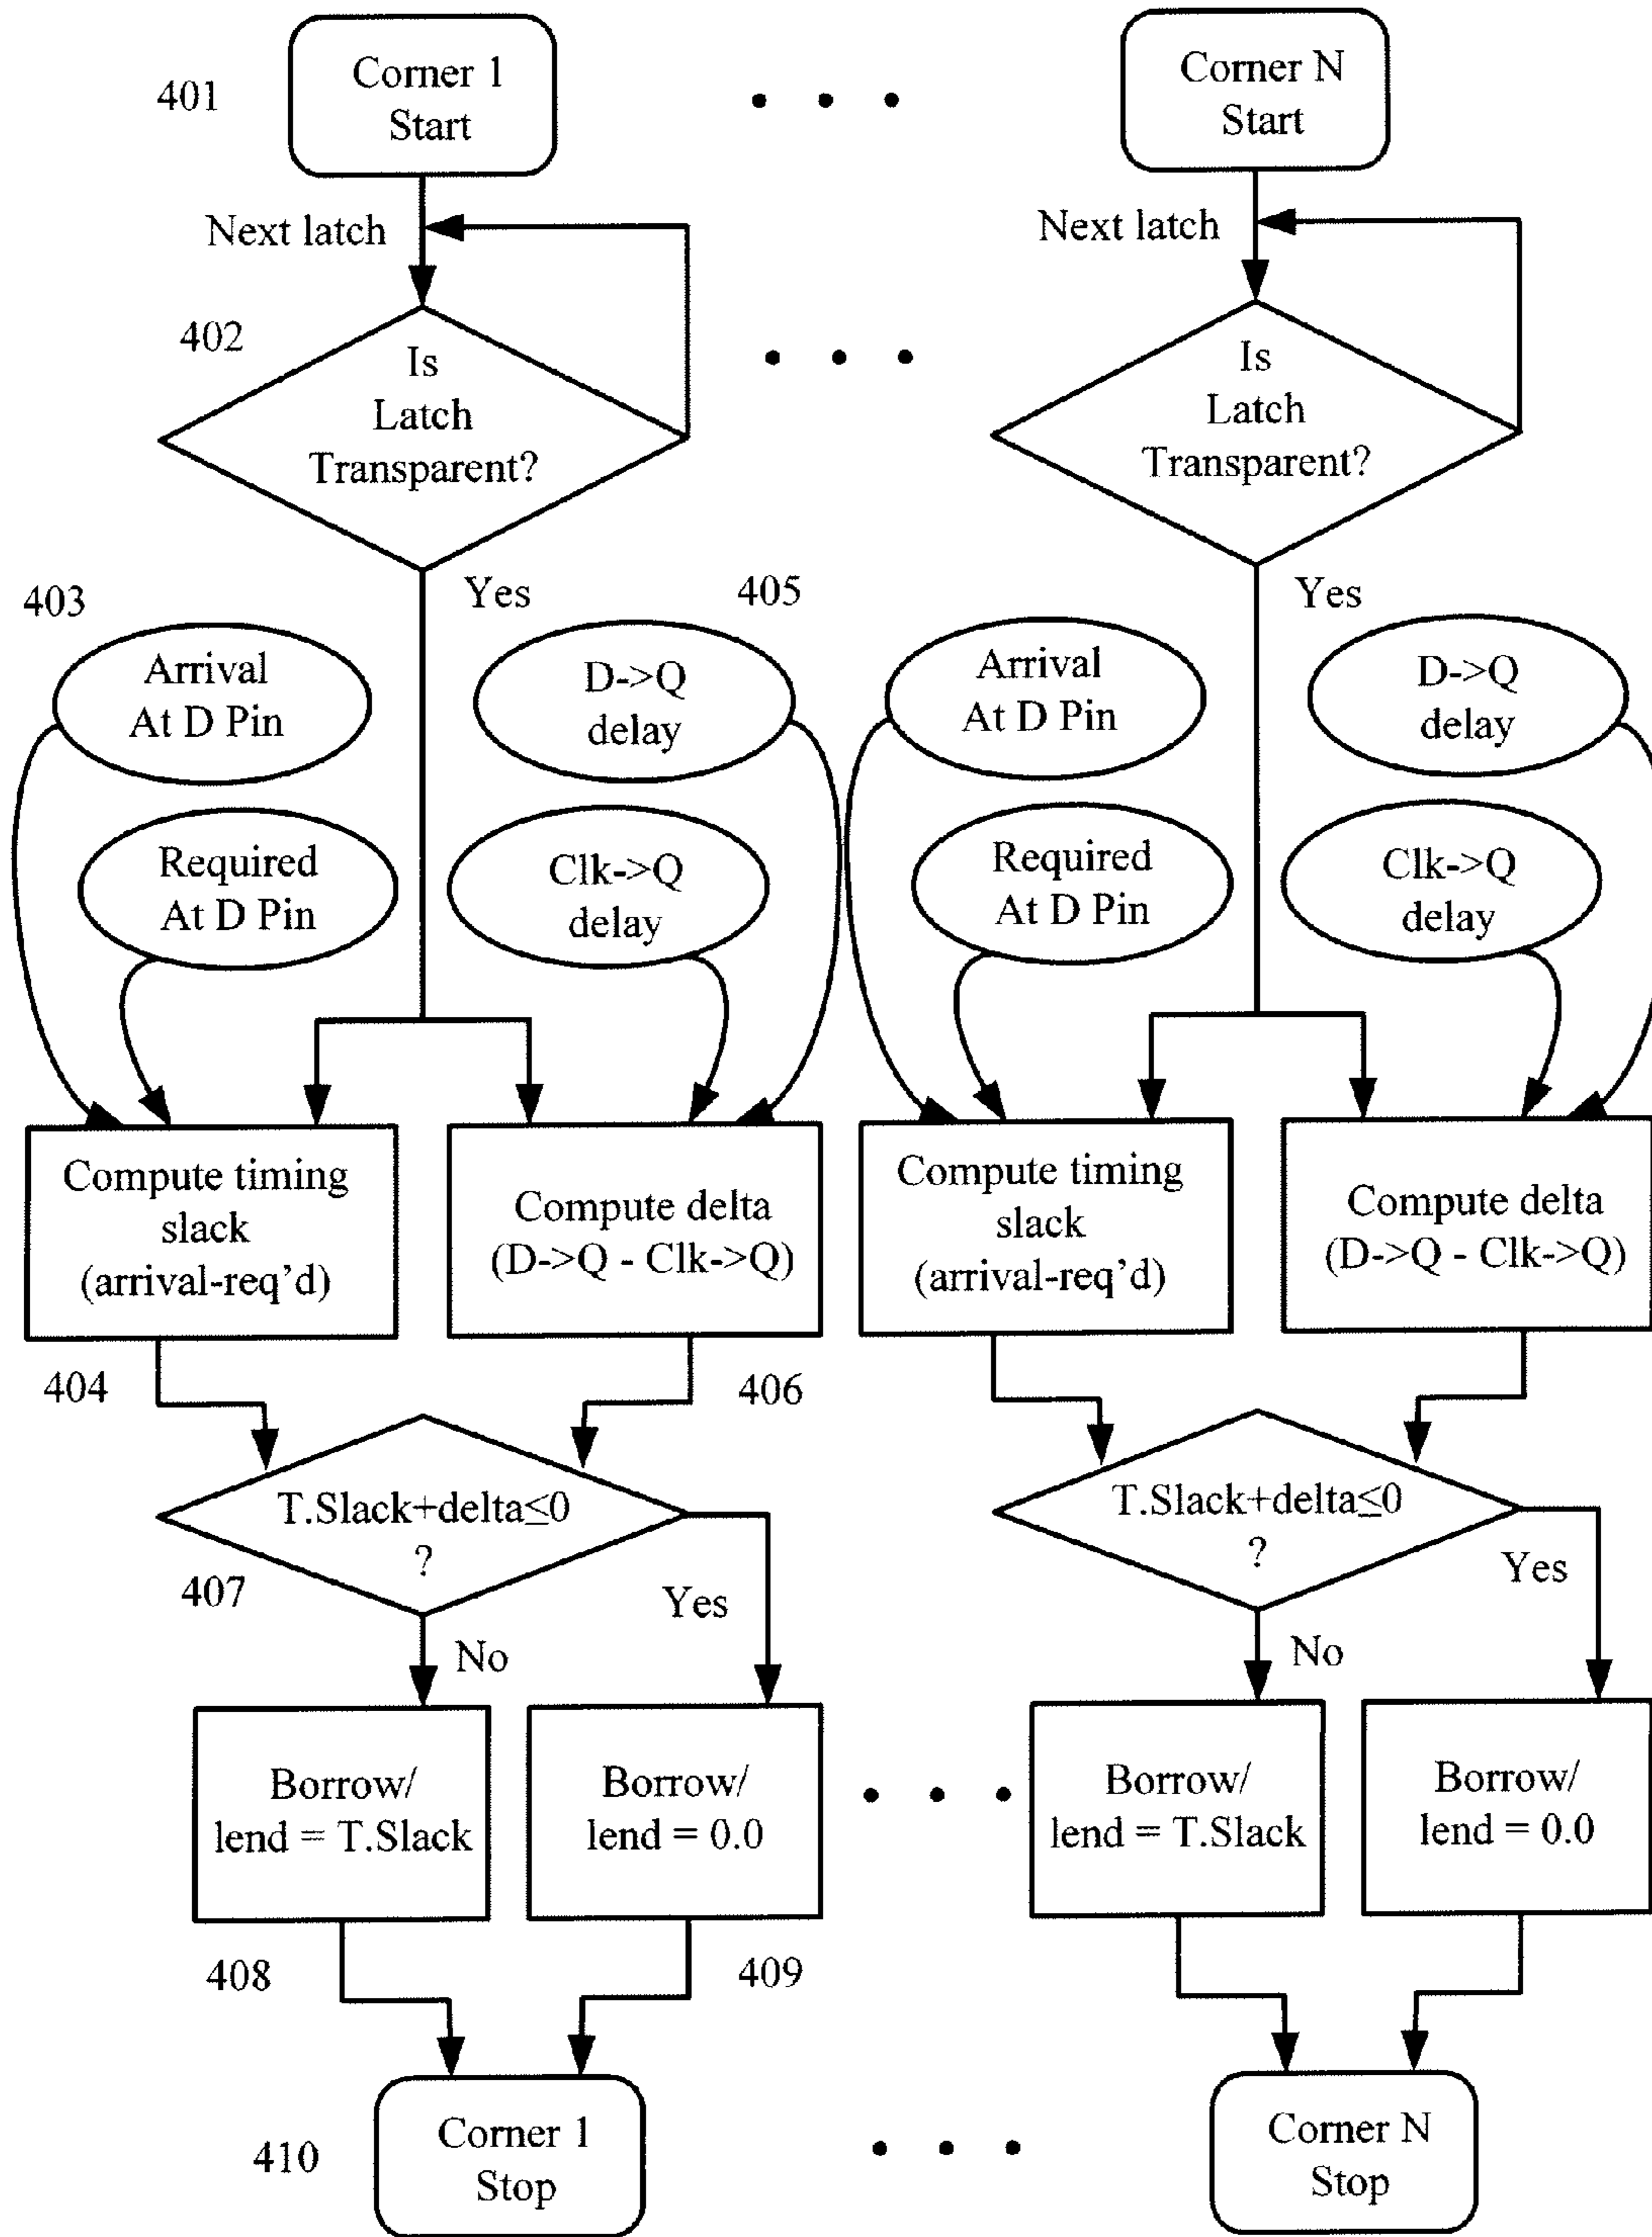 401
Corner 1
Start
Corner N
Start
Next latch
Next latch
402
Is
Latch
Transparent?
Is
Latch
Transparent?
Yes
Yes
403
405
Arrival
At D Pin
D->Q
delay
Arrival
At D Pin
D->Q
delay
Required
At D Pin
Clk->Q
delay
Required
At D Pin
Clk->Q
delay
Compute timing
slack
(arrival-req'd)
Compute delta
(D->Q - Clk->Q)
Compute timing
slack
(arrival-req'd)
Compute delta
(D->Q - Clk->Q)
404
406
T.Slack+delta≤0
?
T.Slack+delta≤0
?
407
Yes
No
Yes
No
Borrow/
lend = T.Slack
Borrow/
lend = 0.0
Borrow/
lend = T.Slack
Borrow/
lend = 0.0
408
409
410
Corner 1
Stop
Corner N
Stop